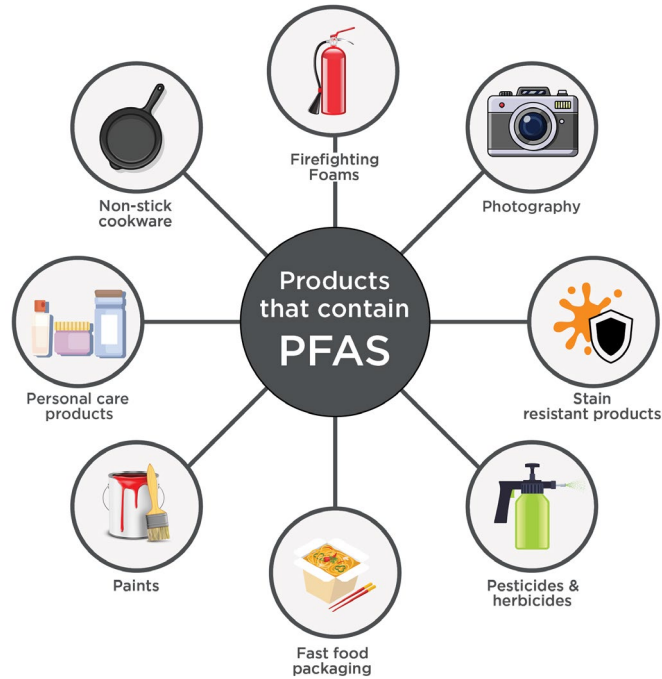 Products
that contain
PFAS
Firefighting
Foams
Photography
Stain
resistant products
Pesticides &
herbicides
Fast food
packaging
Paints
Personal care
products
Non-stick
cookware